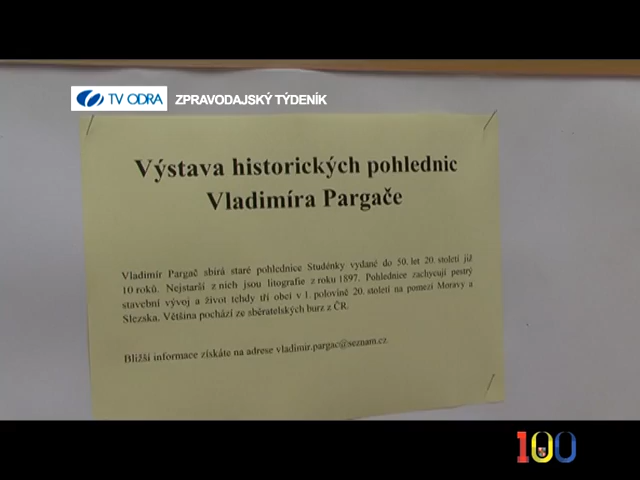 TV ODRA ZPRAVODAJSKÝ TÝDENÍK
Výstava historických pohlednic
Vladimíra Pargače
Vladimír Pargač sbírá staré pohlednice Studénky vydané do 50. let 20. století již
10 roků. Nejstarší z nich jsou litografie z roku 1897. Pohlednice zachycují pestrý
stavební vývoj a život tehdy tří obcí v 1. polovině 20. století na pomezí Moravy a
Slezska. Většina pochází ze sběratelských burz z ČR.
Bližší informace získáte na adrese vladimir.pargac@seznam.cz.
100